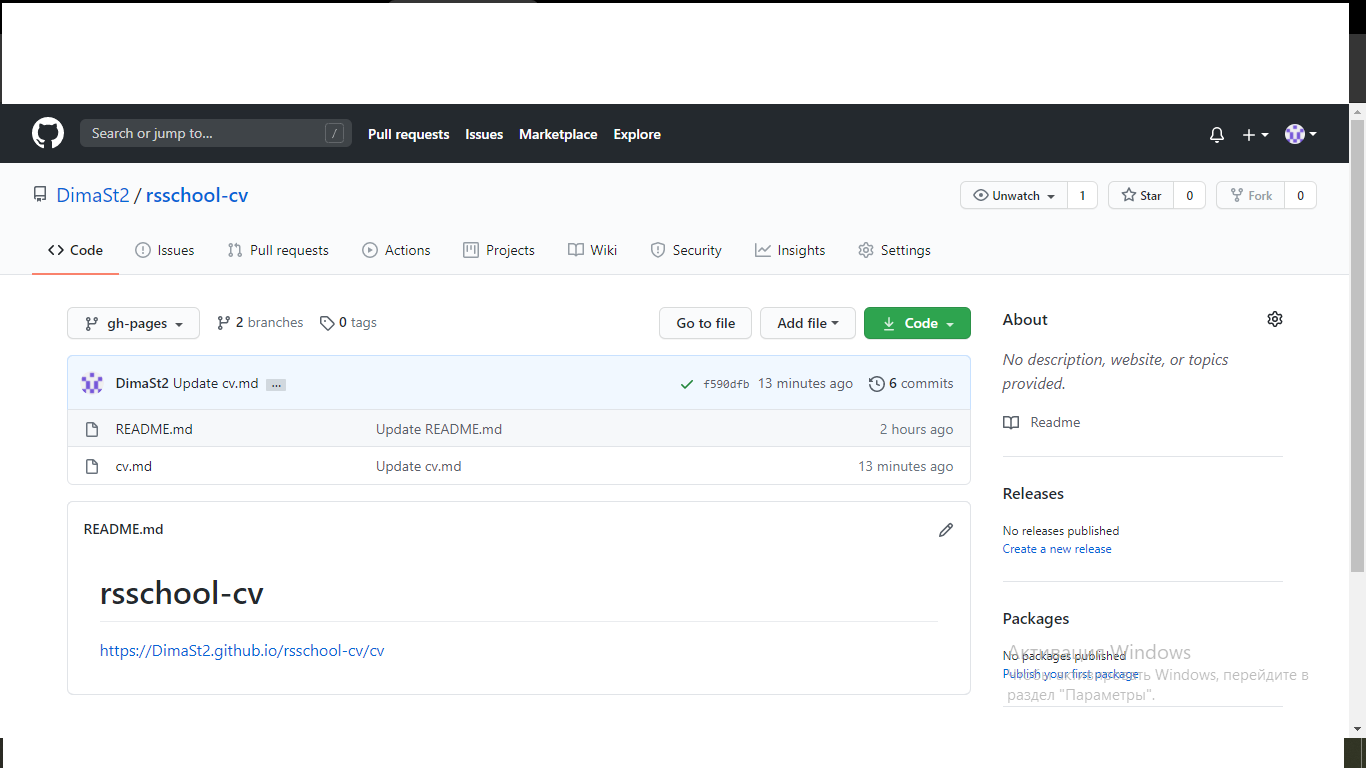 Search or jump to... / Pull requests Issues Marketplace Explore
DimaSt2 / rsschool-cv Unwatch 1 Star 0 Fork 0
Code Issues Pull requests Actions Projects Wiki Security Insights Settings
gh-pages 2 branches 0 tags Go to file Add file Code
DimaSt2 Update cv.md ... f590dfb 13 minutes ago 6 commits
README.md Update README.md 2 hours ago
cv.md Update cv.md 13 minutes ago
README.md
rsschool-cv
https://DimaSt2.github.io/rsschool-cv/cv
About
No description, website, or topics
provided.
Readme
Releases
No releases published
Create a new release
Packages
No packages published
Publish your first package
Активация Windows
Чтобы активировать Windows, перейдите в
раздел "Параметры".